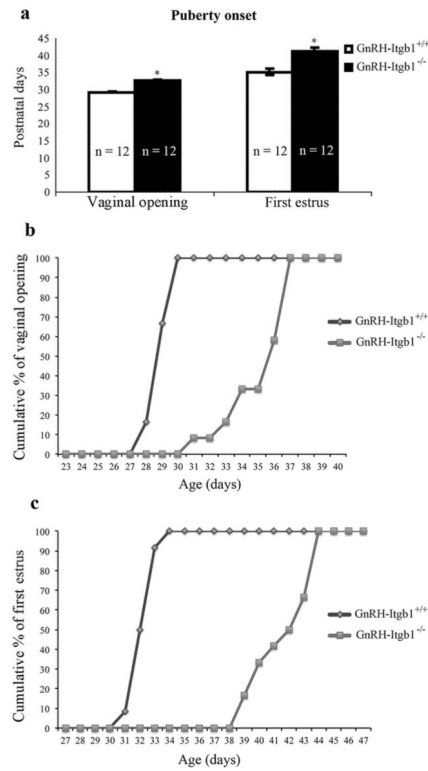 a
Puberty onset
Postnatal days
45
40
35
30
25
20
15
10
5
0
*
*
n = 12
n = 12
n = 12
n = 12
Vaginal opening
First estrus
GnRH-Itgb1+/+
GnRH-Itgb1-/-
b
Cumulative % of vaginal opening
100
90
80
70
60
50
40
30
20
10
0
23 24 25 26 27 28 29 30 31 32 33 34 35 36 37 38 39 40
Age (days)
GnRH-Itgb1+/+
GnRH-Itgb1-/-
c
Cumulative % of first estrus
100
90
80
70
60
50
40
30
20
10
0
27 28 29 30 31 32 33 34 35 36 37 38 39 40 41 42 43 44 45 46 47
Age (days)
GnRH-Itgb1+/+
GnRH-Itgb1-/-